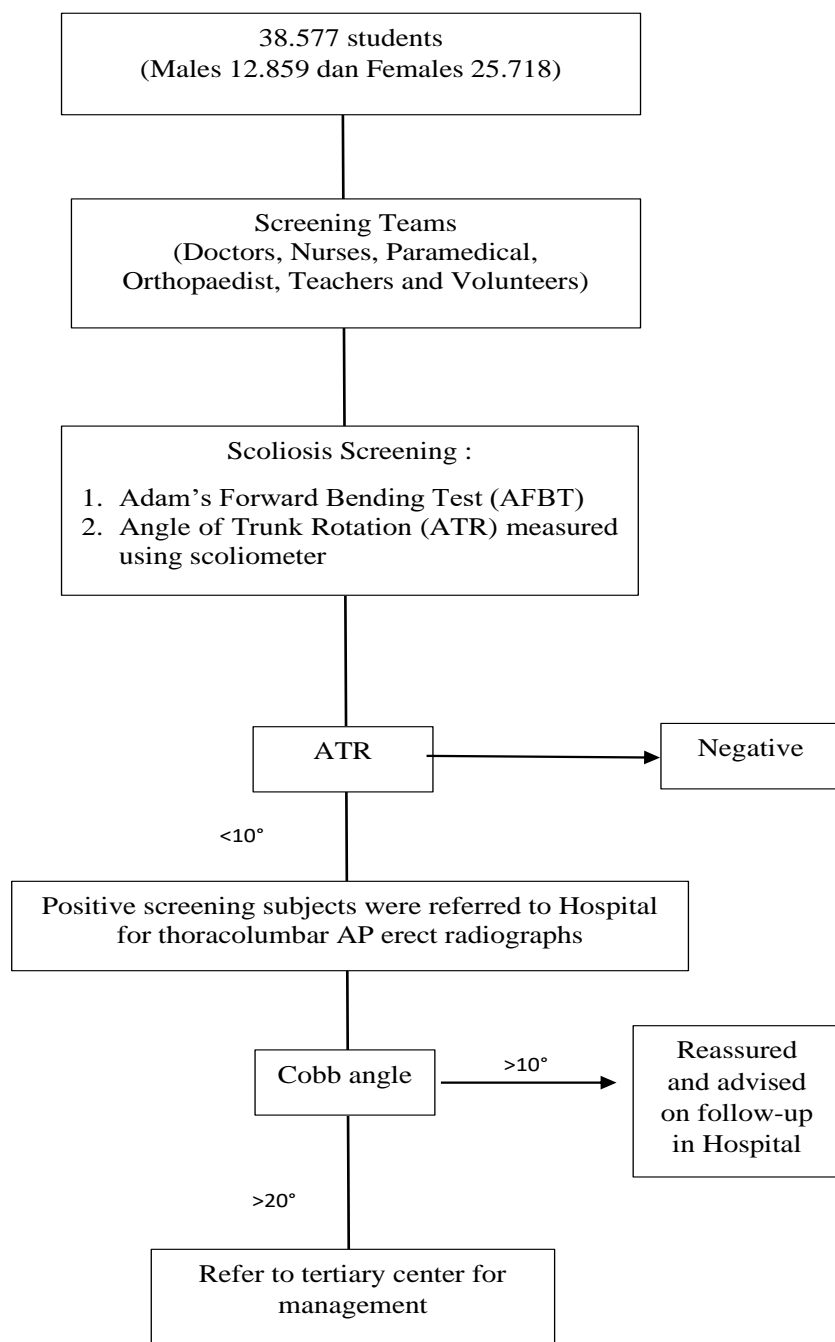 38.577 students
(Males 12.859 dan Females 25.718)
Screening Teams
(Doctors, Nurses, Paramedical,
Orthopaedist, Teachers and Volunteers)
Scoliosis Screening :
1. Adam’s Forward Bending Test (AFBT)
2. Angle of Trunk Rotation (ATR) measured
using scoliometer
ATR
Negative
<10°
Positive screening subjects were referred to Hospital
for thoracolumbar AP erect radiographs
Cobb angle
>10°
Reassured
and advised
on follow-up
in Hospital
>20°
Refer to tertiary center for
management